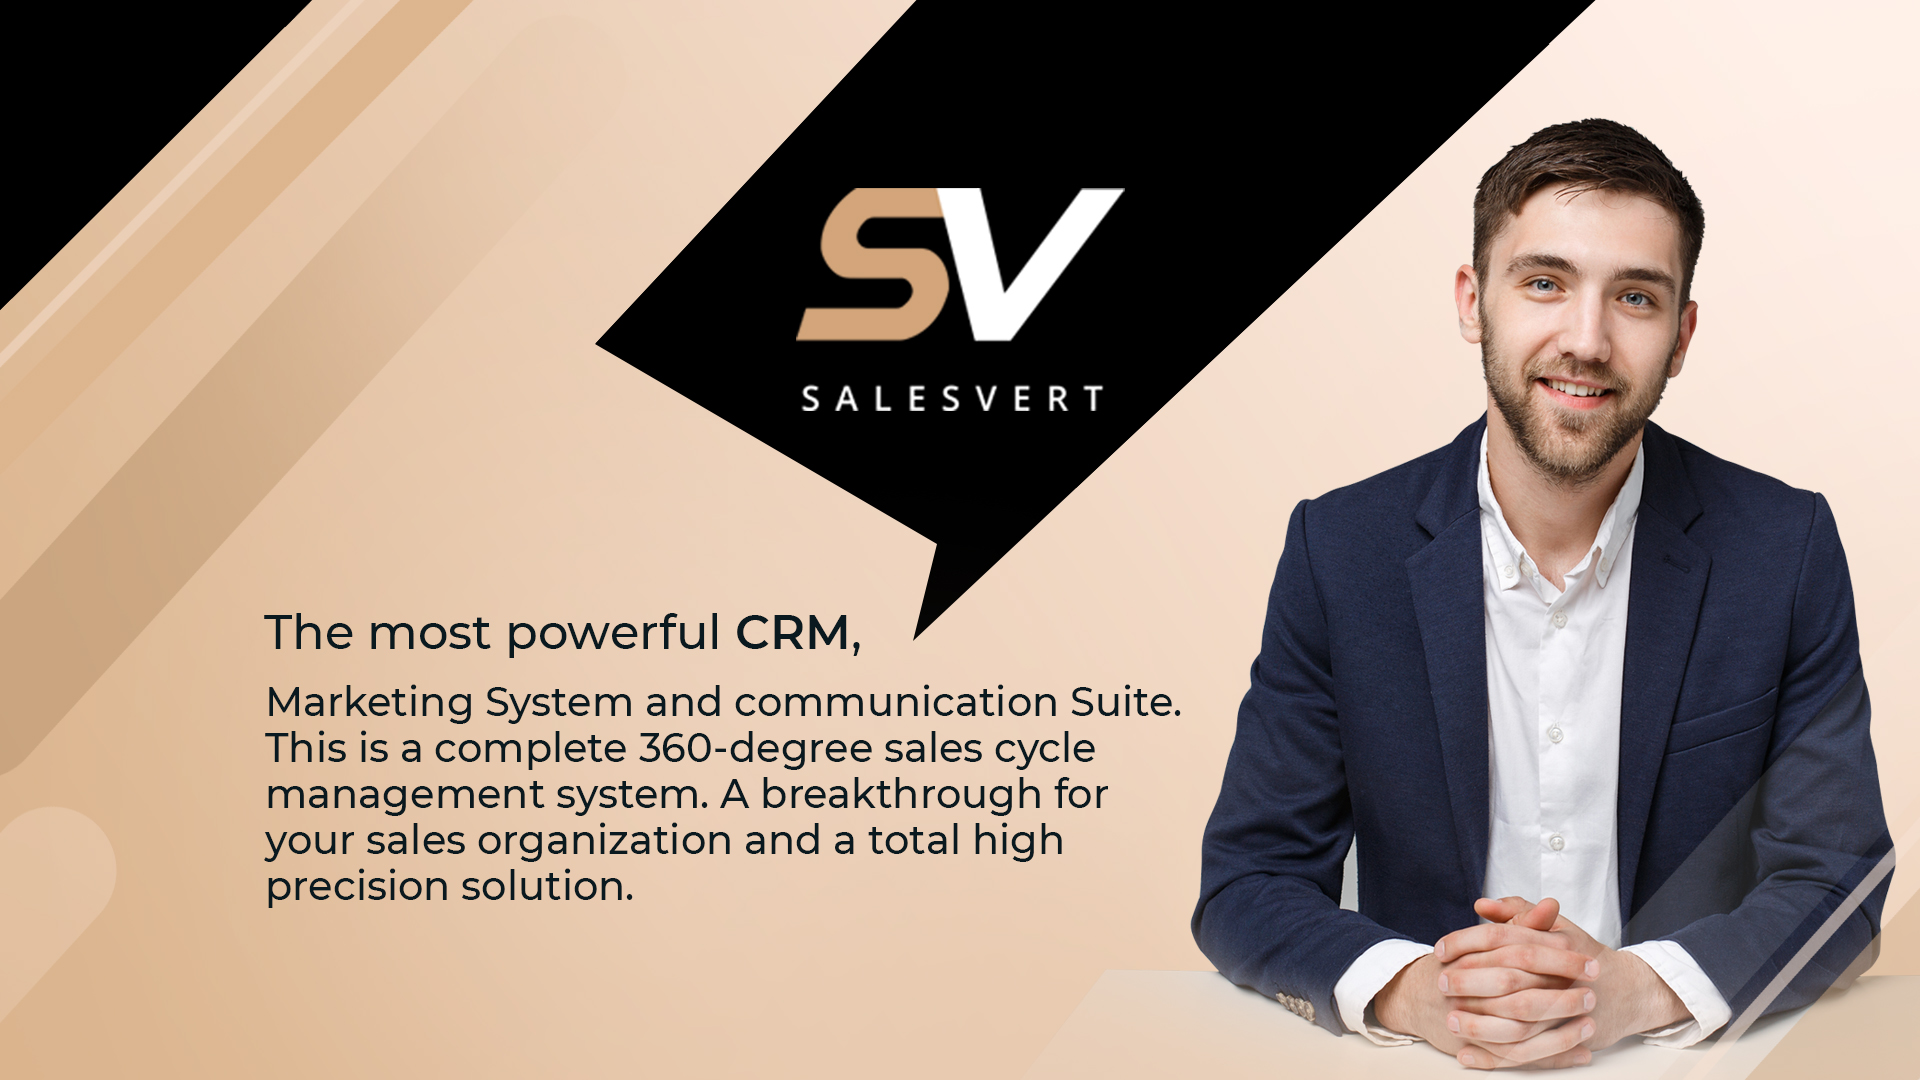 SV
SALESVERT
The most powerful CRM,
Marketing System and communication Suite.
This is a complete 360-degree sales cycle
management system. A breakthrough for
your sales organization and a total high
precision solution.